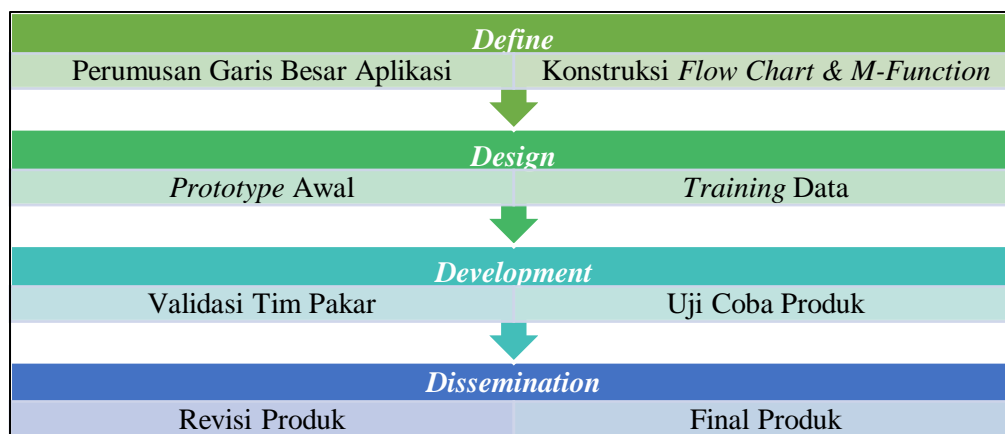 Define
Perumusan Garis Besar Aplikasi
Konstruksi Flow Chart & M-Function
Design
Prototype Awal
Training Data
Development
Validasi Tim Pakar
Uji Coba Produk
Dissemination
Revisi Produk
Final Produk